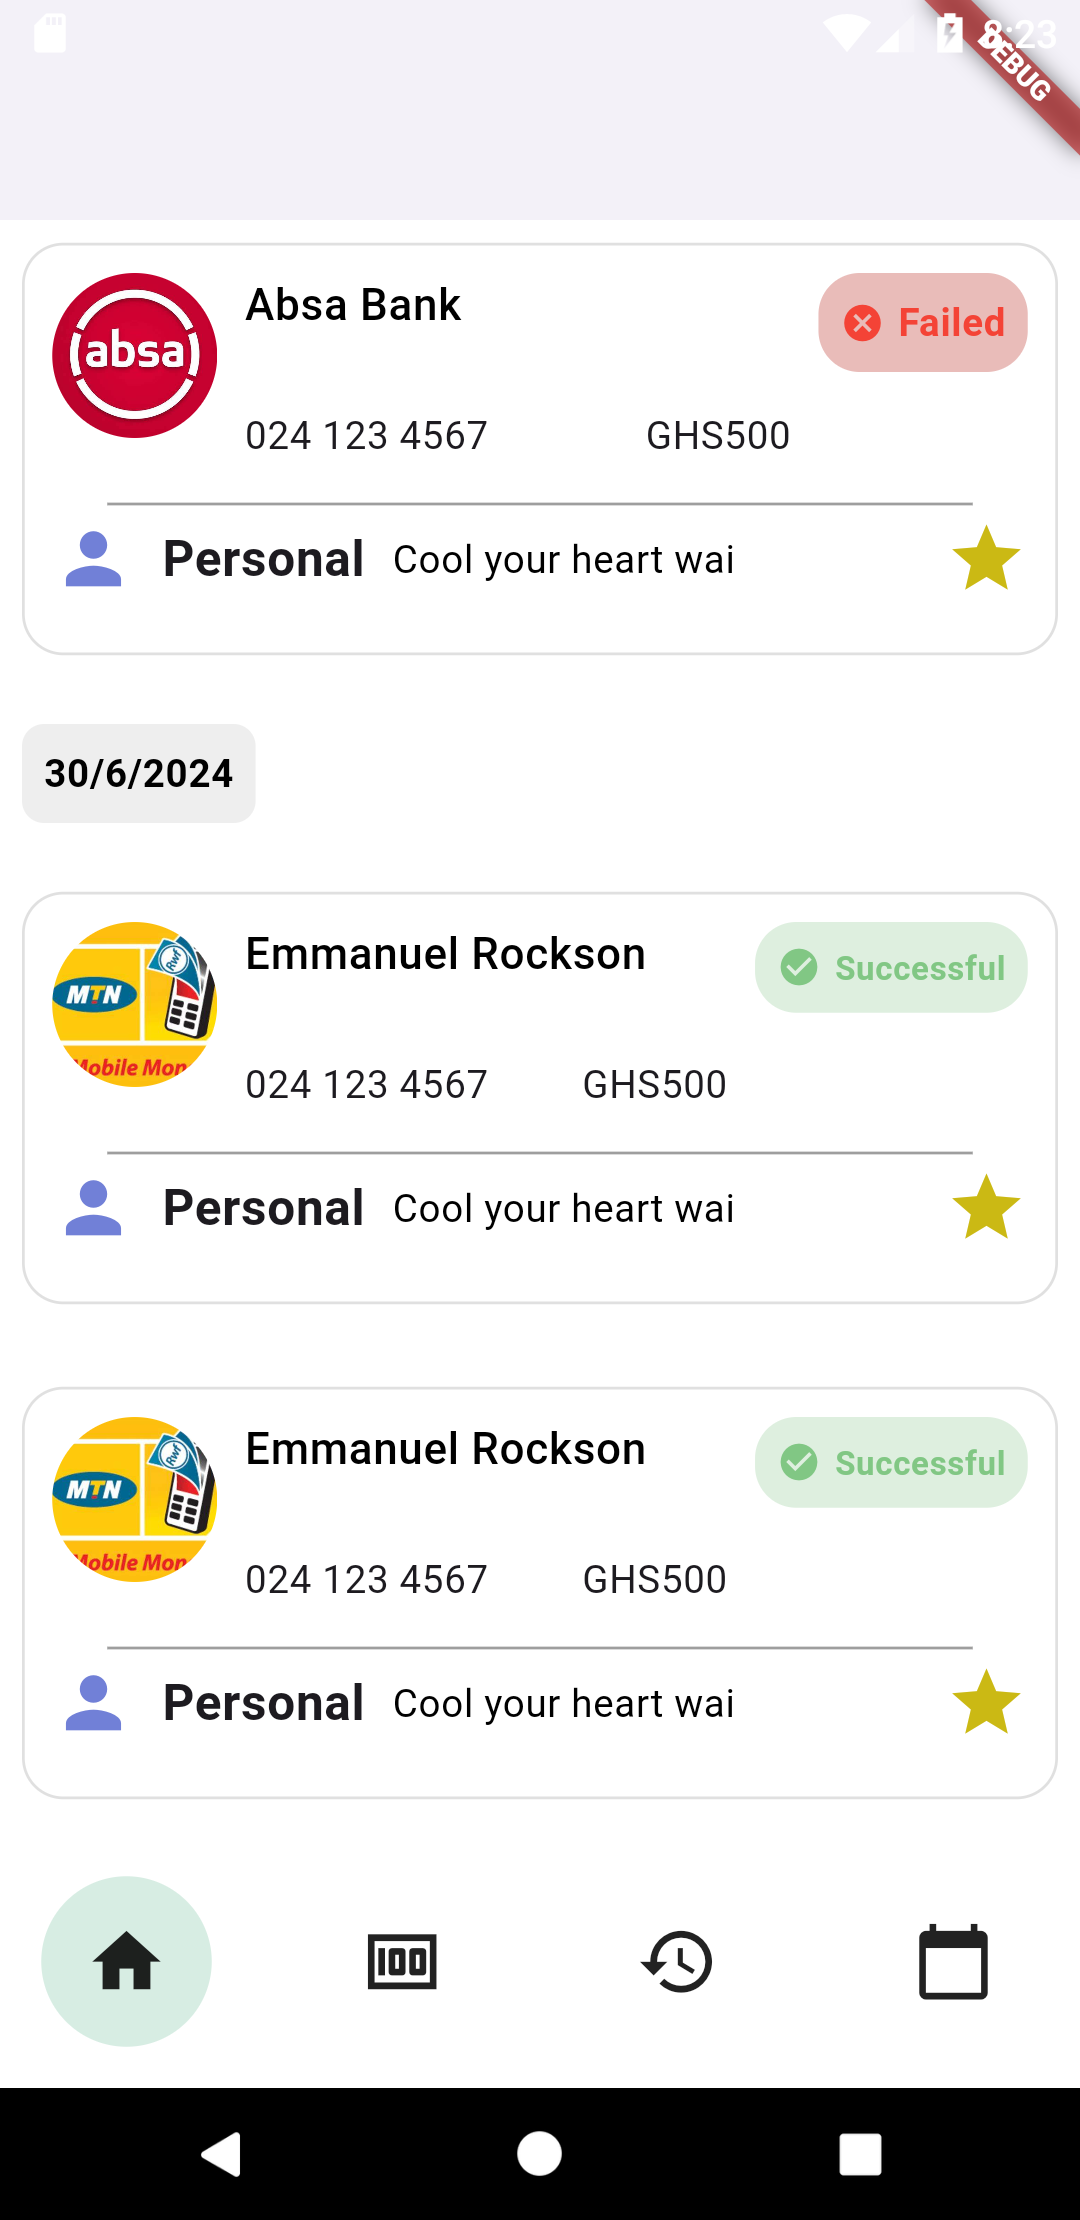 8:23
DEBUG
absa
Absa Bank
Failed
024 123 4567 GHS500
Personal Cool your heart wai
30/6/2024
Rwf
MTN
Mobile Mon
Emmanuel Rockson
Successful
024 123 4567 GHS500
Personal Cool your heart wai
Rwf
MTN
Mobile Mon
Emmanuel Rockson
Successful
024 123 4567 GHS500
Personal Cool your heart wai
100